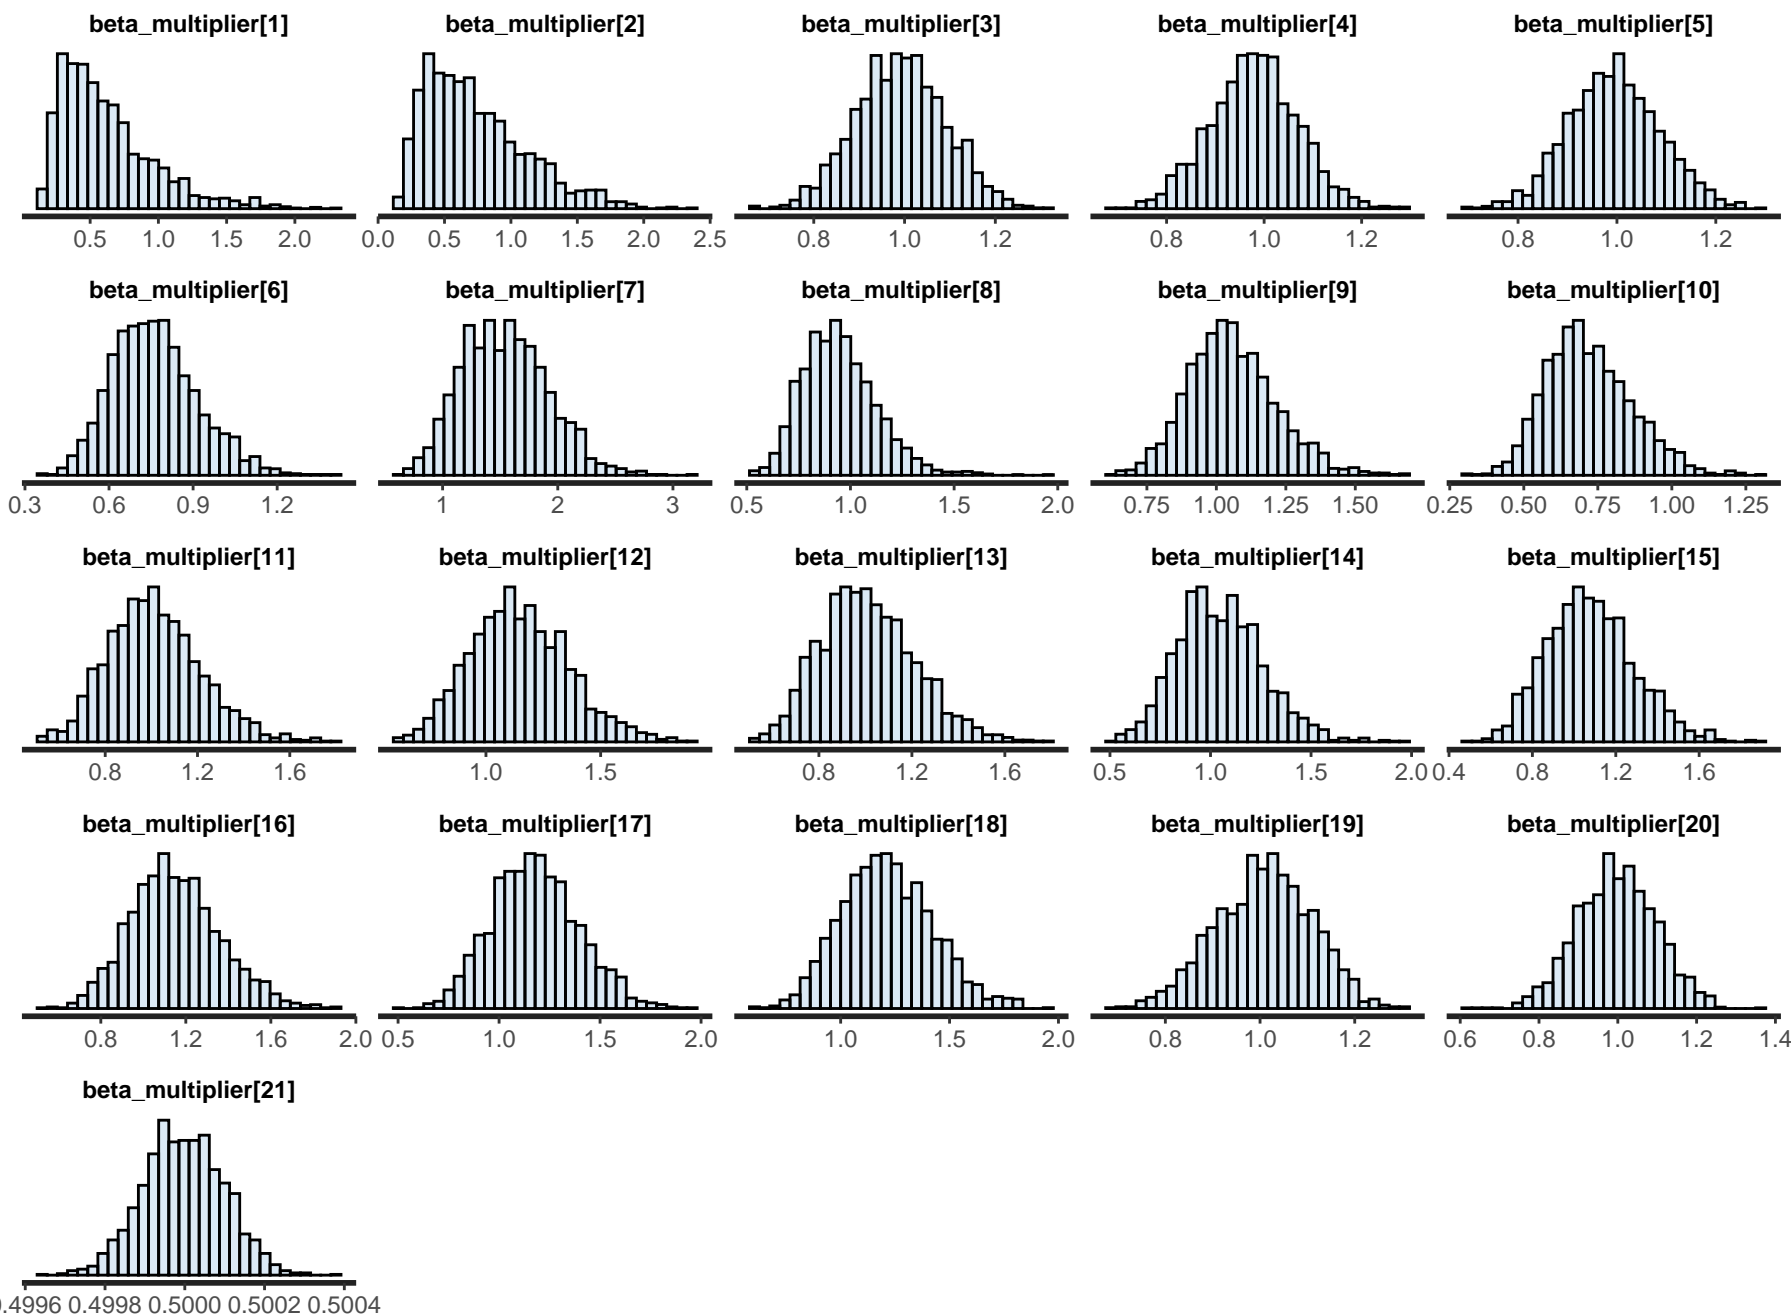 beta_multiplier[1] beta_multiplier[2] beta_multiplier[3] beta_multiplier[4] beta_multiplier[5]
0.5 1.0 1.5 2.0 0.0 0.5 1.0 1.5 2.0 2.5 0.8 1.0 1.2 0.8 1.0 1.2 0.8 1.0 1.2
beta_multiplier[6] beta_multiplier[7] beta_multiplier[8] beta_multiplier[9] beta_multiplier[10]
0.3 0.6 0.9 1.2 1 2 3 0.5 1.0 1.5 2.0 0.75 1.00 1.25 1.50 0.25 0.50 0.75 1.00 1.25
beta_multiplier[11] beta_multiplier[12] beta_multiplier[13] beta_multiplier[14] beta_multiplier[15]
0.8 1.2 1.6 1.0 1.5 0.8 1.2 1.6 0.5 1.0 1.5 2.0 0.4 0.8 1.2 1.6
beta_multiplier[16] beta_multiplier[17] beta_multiplier[18] beta_multiplier[19] beta_multiplier[20]
0.8 1.2 1.6 2.0 0.5 1.0 1.5 2.0 1.0 1.5 2.0 0.8 1.0 1.2 0.6 0.8 1.0 1.2 1.4
beta_multiplier[21]
0.4996 0.4998 0.5000 0.5002 0.5004